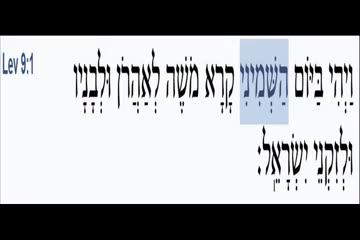 Lev 9:1
וַיְהִי בַּיּוֹם הַשְּׁמִינִי קָרָא מֹשֶׁה לְאַהֲרֹן וּלְבָנָיו
וּלְזִקְנֵי יִשְׂרָאֵל׃